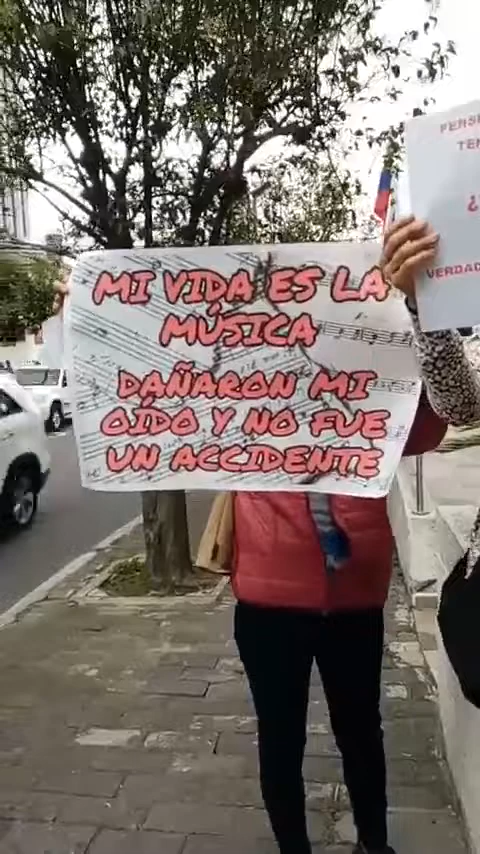 MI VIDA ES LA
MÚSICA
DAÑARON MI
OÍDO Y NO FUE
UN ACCIDENTE
VERDAD